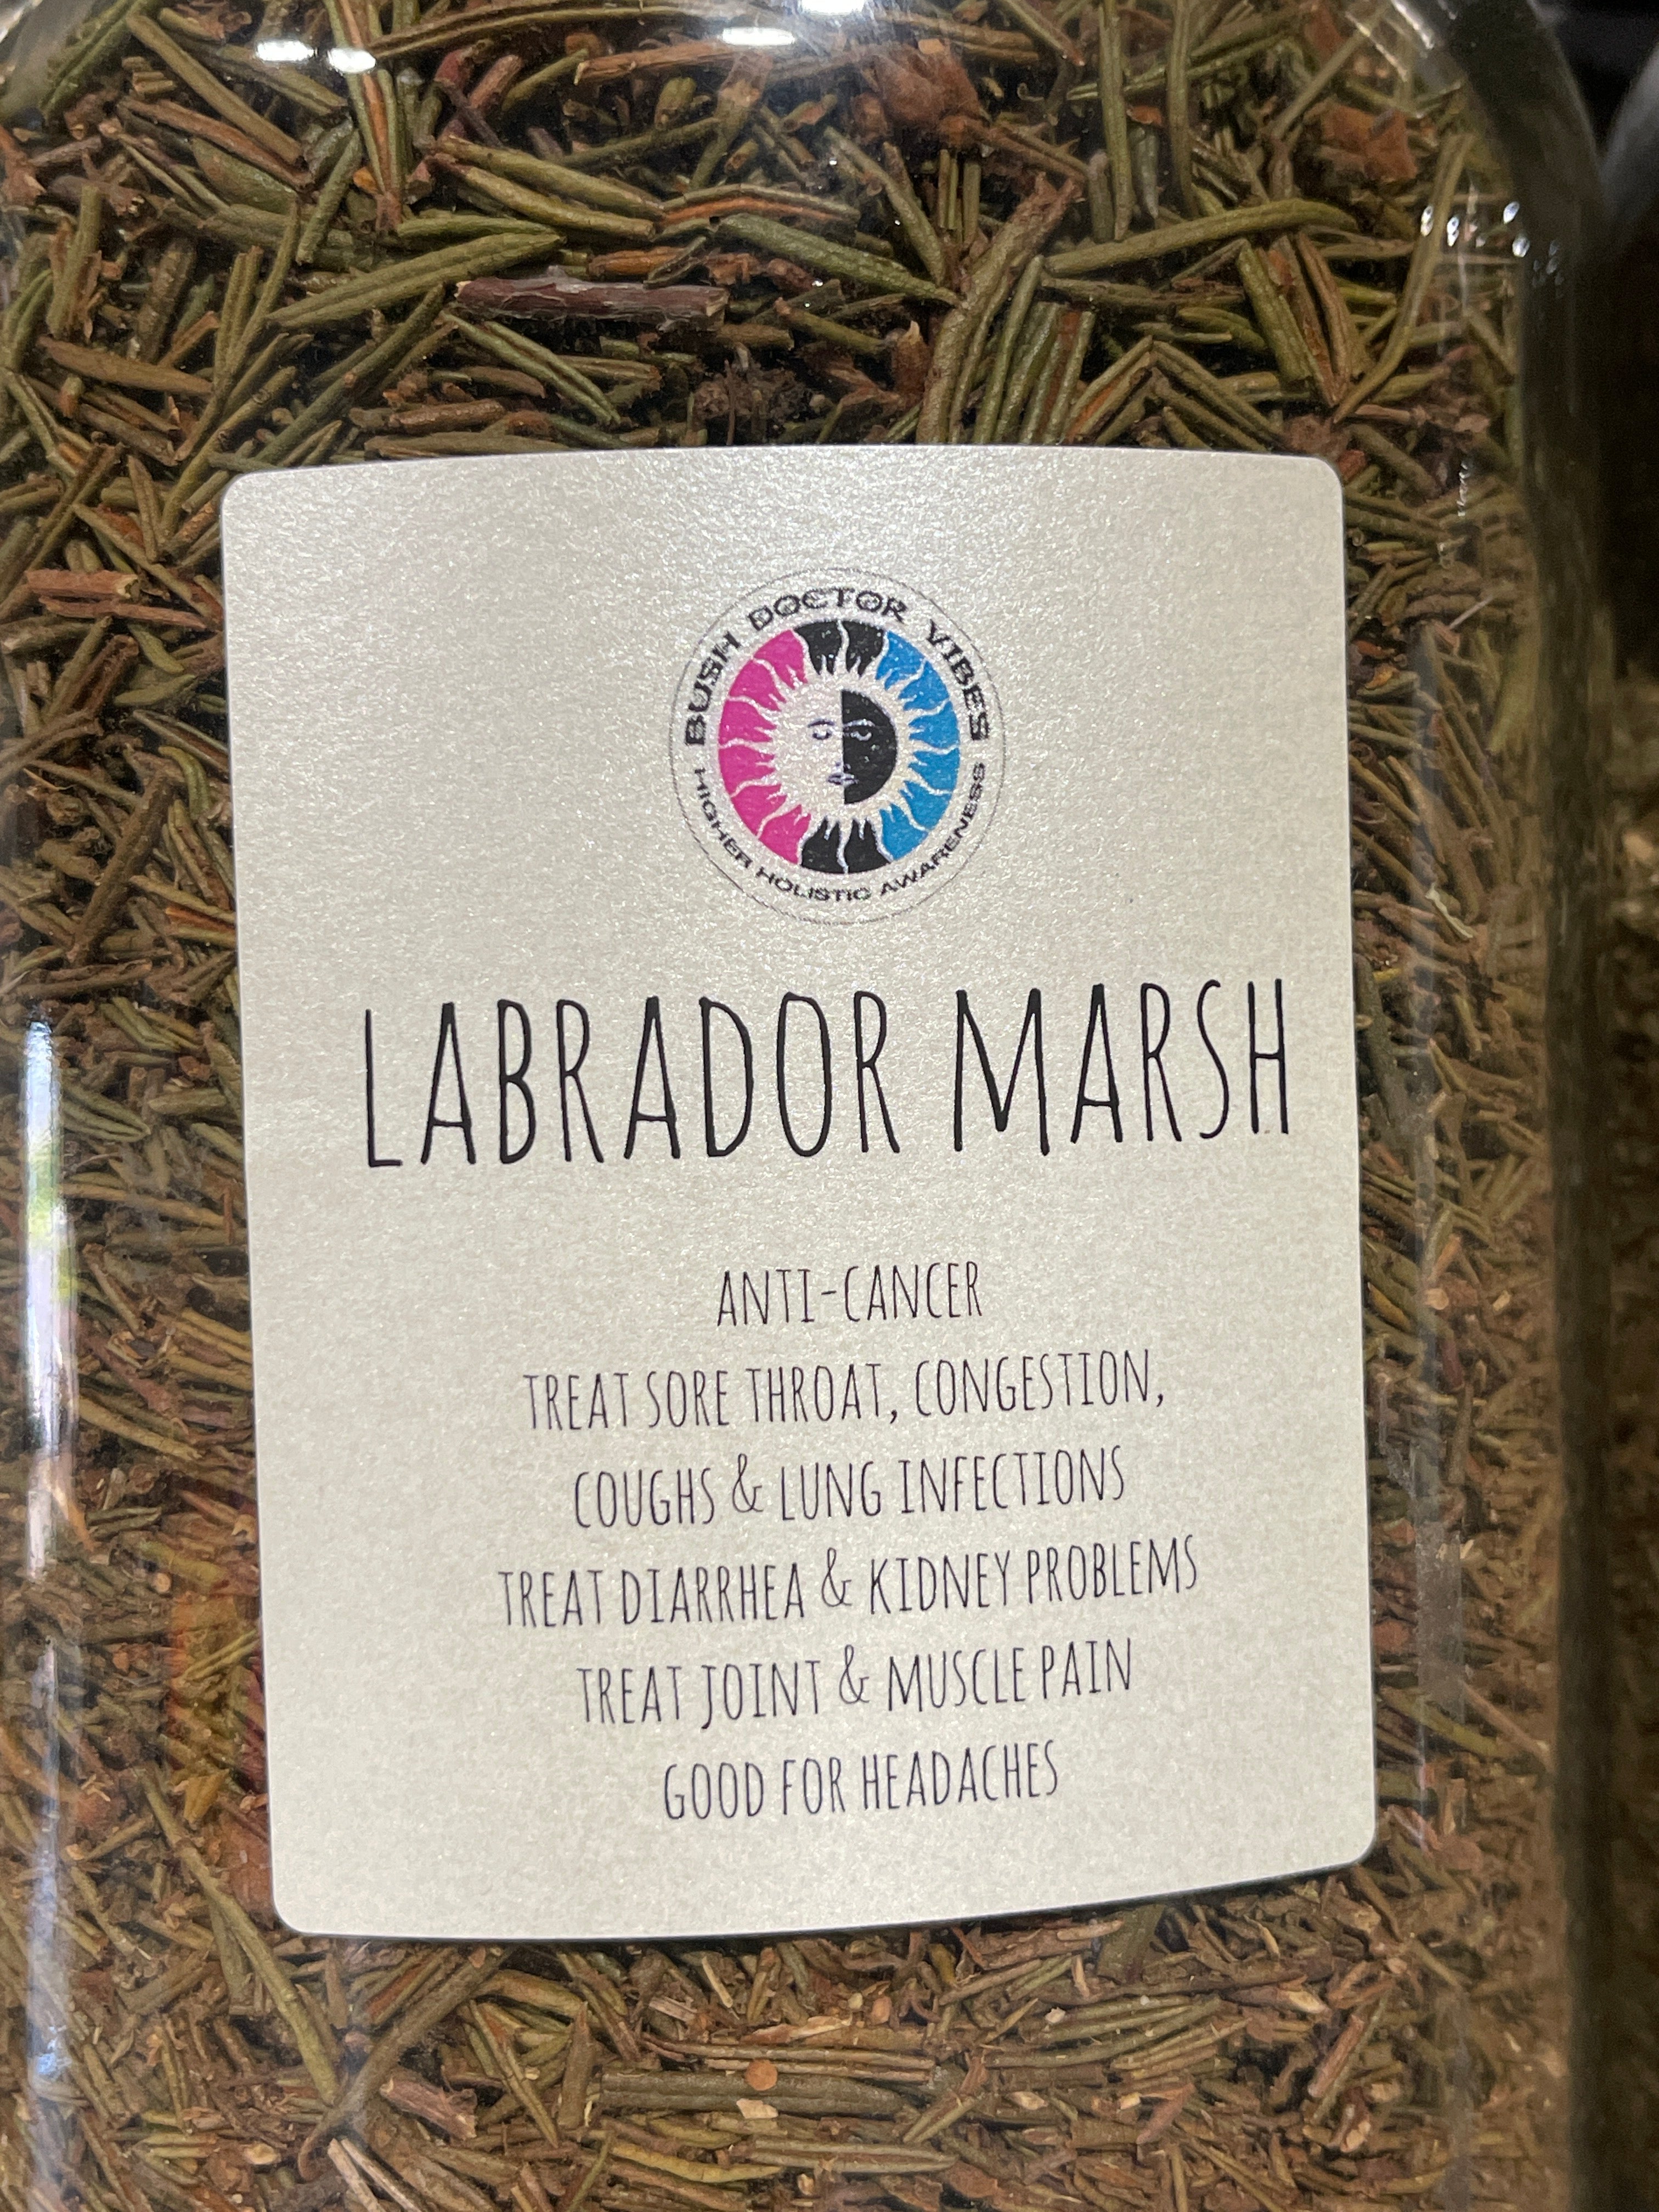 BUSH DOCTOR VIBES
HIGHER HOLISTIC AWARENESS
LABRADOR MARSH
ANTI-CANCER
TREAT SORE THROAT, CONGESTION,
COUGHS & LUNG INFECTIONS
TREAT DIARRHEA & KIDNEY PROBLEMS
TREAT JOINT & MUSCLE PAIN
GOOD FOR HEADACHES